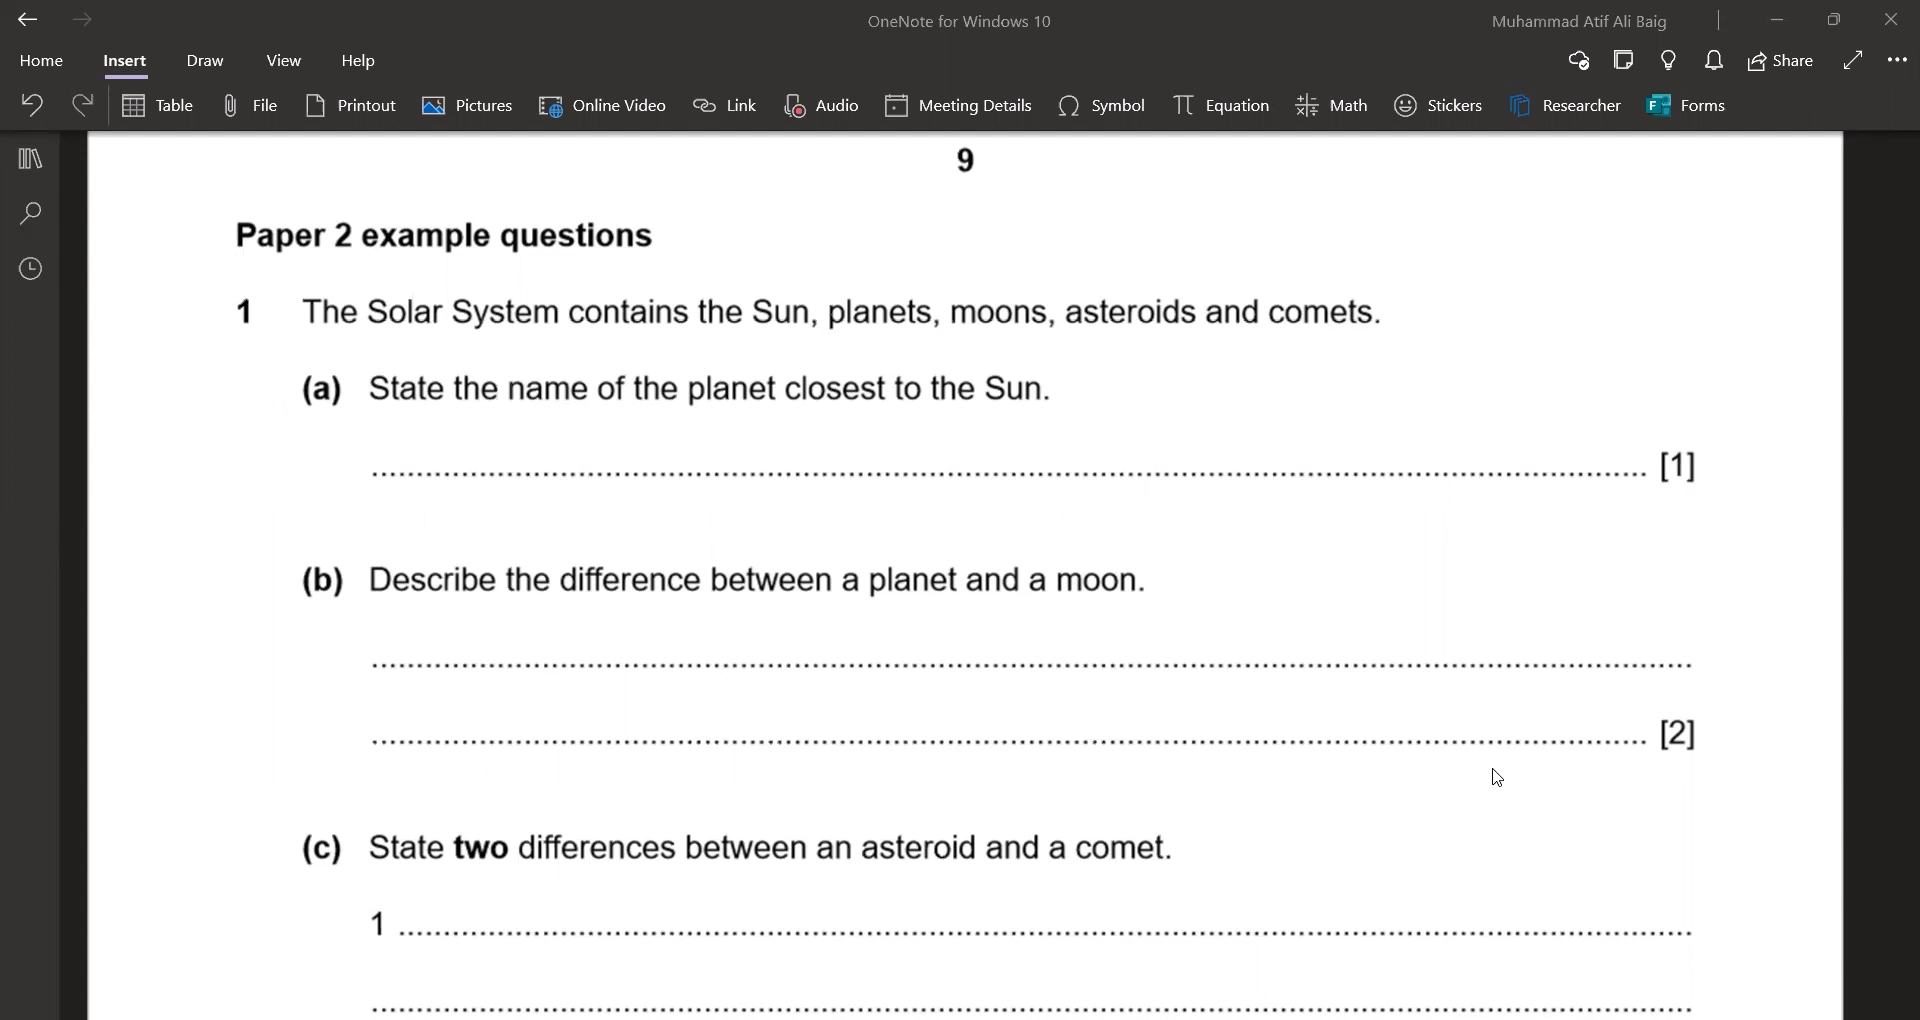 OneNote for Windows 10
Muhammad Atif Ali Baig
Home Insert Draw View Help
Share
Table File Printout Pictures Online Video Link Audio Meeting Details Symbol Equation Math Stickers Researcher Forms
9
Paper 2 example questions
1 The Solar System contains the Sun, planets, moons, asteroids and comets.
(a) State the name of the planet closest to the Sun.
[1]
(b) Describe the difference between a planet and a moon.
[2]
(c) State two differences between an asteroid and a comet.
1